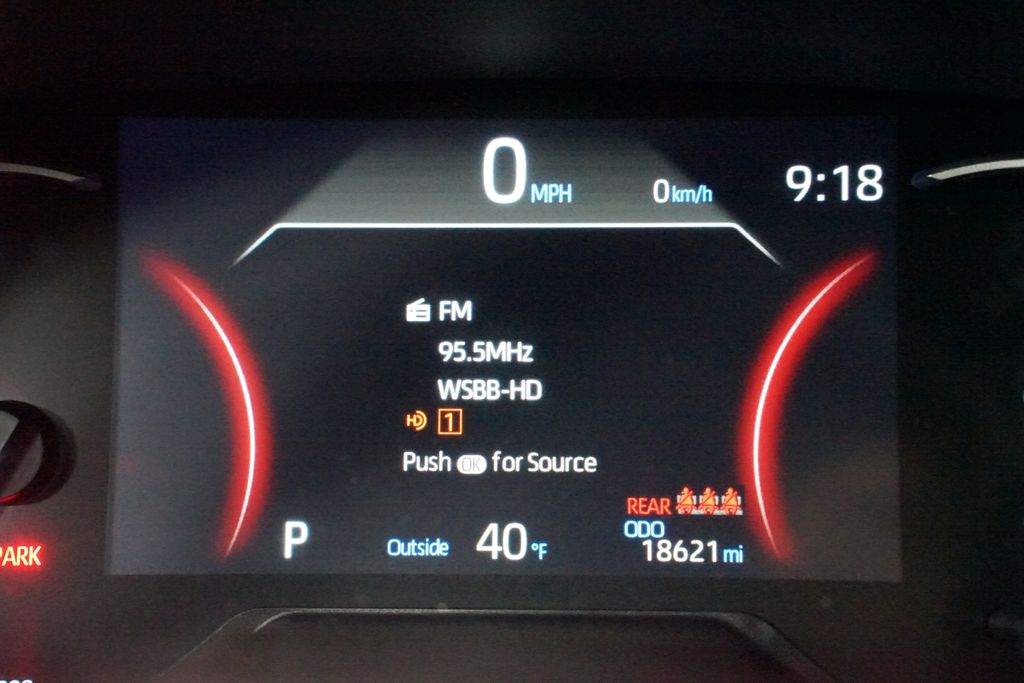 0 MPH 0 km/h 9:18
FM
95.5MHz
WSBB-HD
HD 1
Push OK for Source
REAR
ODO
P Outside 40 °F 18621 mi
PARK